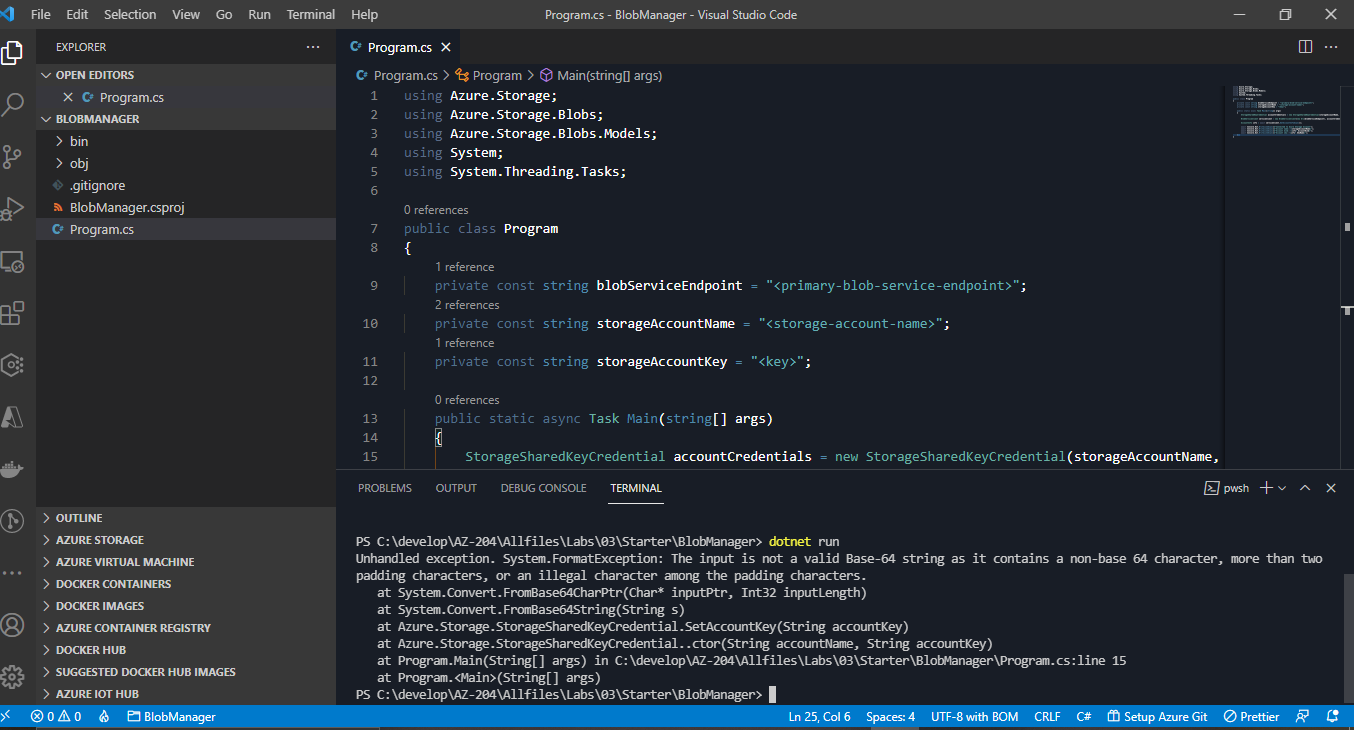 File Edit Selection View Go Run Terminal Help Program.cs - BlobManager - Visual Studio Code
EXPLORER
OPEN EDITORS
Program.cs
BLOBMANAGER
bin
obj
.gitignore
BlobManager.csproj
Program.cs
OUTLINE
AZURE STORAGE
AZURE VIRTUAL MACHINE
DOCKER CONTAINERS
DOCKER IMAGES
AZURE CONTAINER REGISTRY
DOCKER HUB
SUGGESTED DOCKER HUB IMAGES
AZURE IOT HUB
Program.cs
Program.cs > Program > Main(string[] args)
1 using Azure.Storage;
2 using Azure.Storage.Blobs;
3 using Azure.Storage.Blobs.Models;
4 using System;
5 using System.Threading.Tasks;
6
0 references
7 public class Program
8 {
1 reference
9 private const string blobServiceEndpoint = "<primary-blob-service-endpoint>";
2 references
10 private const string storageAccountName = "<storage-account-name>";
1 reference
11 private const string storageAccountKey = "<key>";
12
0 references
13 public static async Task Main(string[] args)
14 {
15 StorageSharedKeyCredential accountCredentials = new StorageSharedKeyCredential(storageAccountName,
PROBLEMS OUTPUT DEBUG CONSOLE TERMINAL pwsh
PS C:\develop\AZ-204\Allfiles\Labs\03\Starter\BlobManager> dotnet run
Unhandled exception. System.FormatException: The input is not a valid Base-64 string as it contains a non-base 64 character, more than two
padding characters, or an illegal character among the padding characters.
at System.Convert.FromBase64CharPtr(Char* inputPtr, Int32 inputLength)
at System.Convert.FromBase64String(String s)
at Azure.Storage.StorageSharedKeyCredential.SetAccountKey(String accountKey)
at Azure.Storage.StorageSharedKeyCredential..ctor(String accountName, String accountKey)
at Program.Main(String[] args) in C:\develop\AZ-204\Allfiles\Labs\03\Starter\BlobManager\Program.cs:line 15
at Program.<Main>(String[] args)
PS C:\develop\AZ-204\Allfiles\Labs\03\Starter\BlobManager>
0 0 BlobManager Ln 25, Col 6 Spaces: 4 UTF-8 with BOM CRLF C# Setup Azure Git Prettier